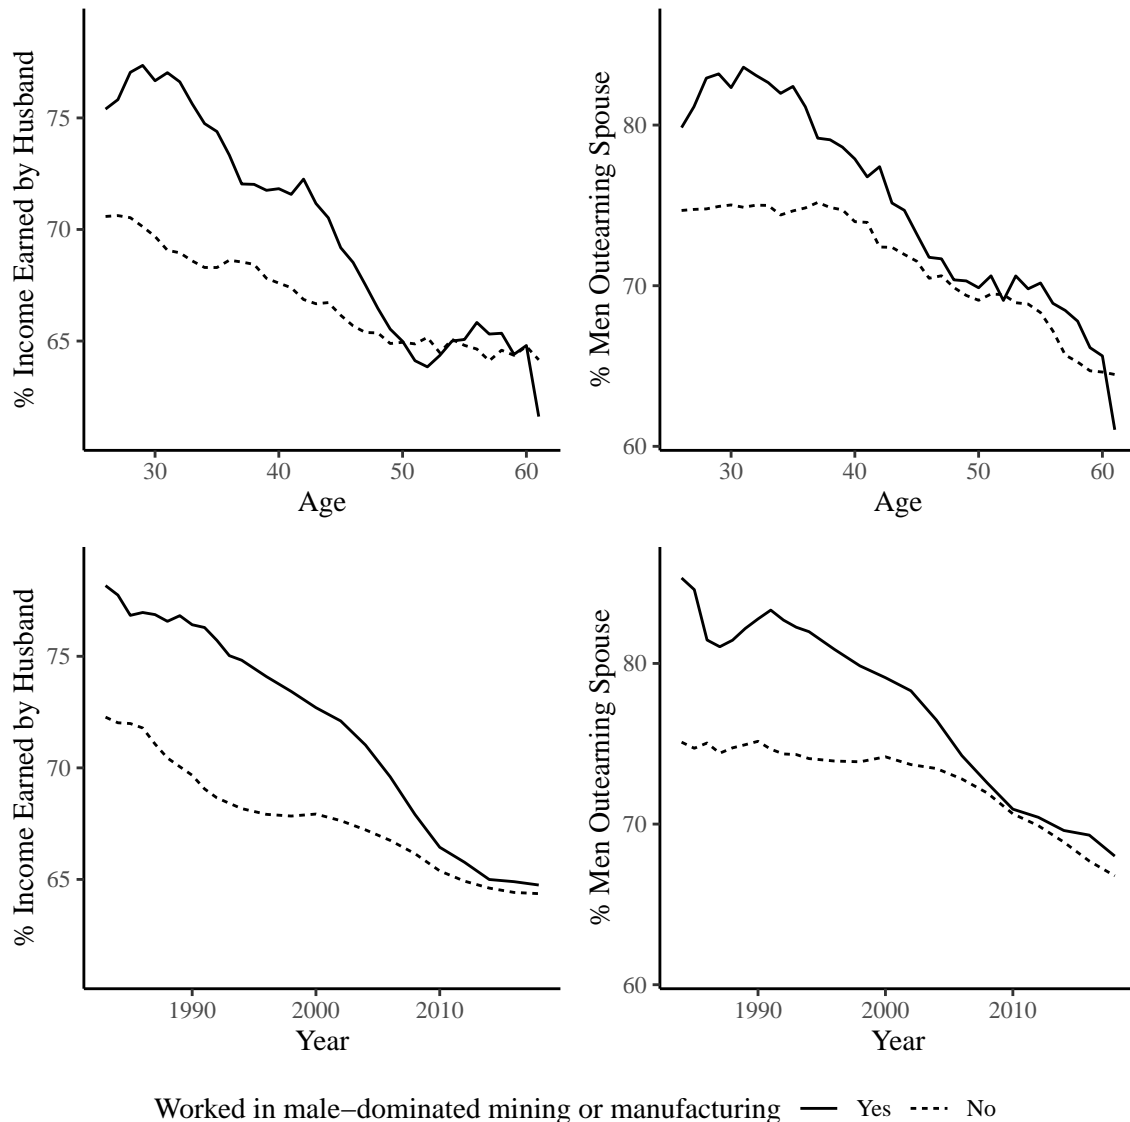 % Income Earned by Husband
75
70
65
30 40 50 60
Age
% Men Outearning Spouse
80
70
60
30 40 50 60
Age
% Income Earned by Husband
75
70
65
1990 2000 2010
Year
% Men Outearning Spouse
80
70
60
1990 2000 2010
Year
Worked in male−dominated mining or manufacturing Yes No